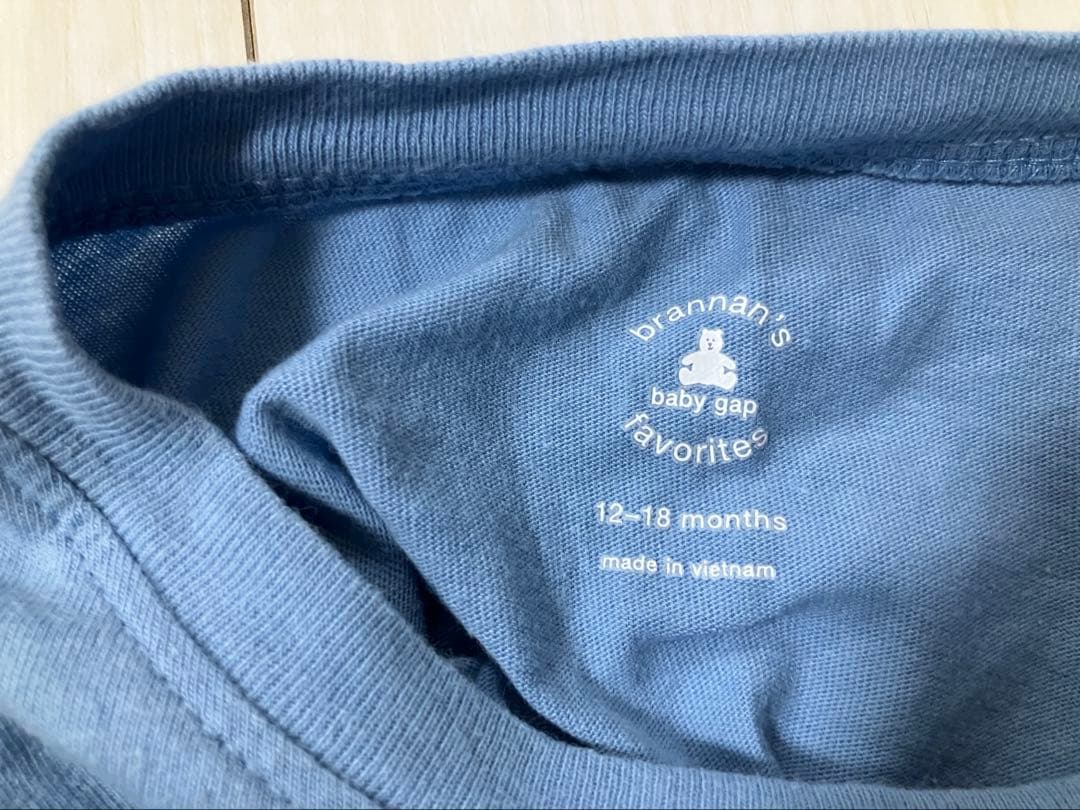 brannan's
baby gap
favorites
12–18 months
made in vietnam